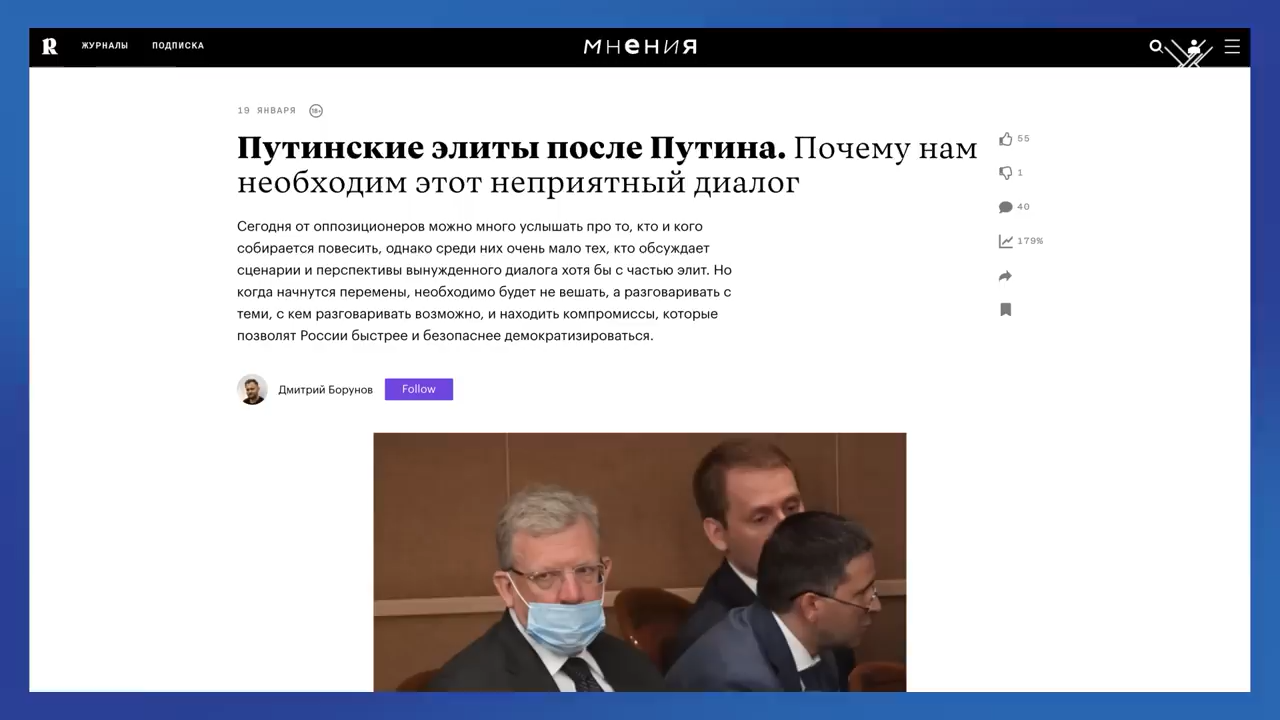 R ЖУРНАЛЫ ПОДПИСКА мнения
19 ЯНВАРЯ 18+
Путинские элиты после Путина. Почему нам
необходим этот неприятный диалог
Сегодня от оппозиционеров можно много услышать про то, кто и кого
собирается повесить, однако среди них очень мало тех, кто обсуждает
сценарии и перспективы вынужденного диалога хотя бы с частью элит. Но
когда начнутся перемены, необходимо будет не вешать, а разговаривать с
теми, с кем разговаривать возможно, и находить компромиссы, которые
позволят России быстрее и безопаснее демократизироваться.
Дмитрий Борунов Follow
55
1
40
179%